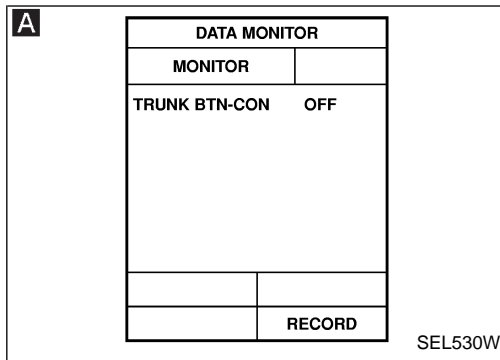 A
DATA MONITOR
MONITOR
TRUNK BTN-CON OFF
RECORD
SEL530W